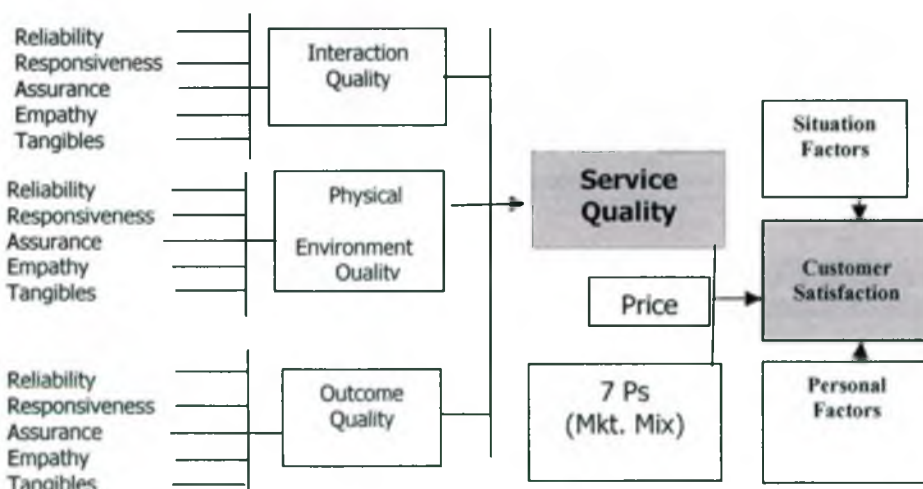 Reliability
Responsiveness
Assurance
Empathy
Tangibles
Interaction
Quality
Reliability
Responsiveness
Assurance
Empathy
Tangibles
Physical
Environment
Quality
Reliability
Responsiveness
Assurance
Empathy
Tangibles
Outcome
Quality
Service
Quality
Price
7 Ps
(Mkt. Mix)
Situation
Factors
Customer
Satisfaction
Personal
Factors